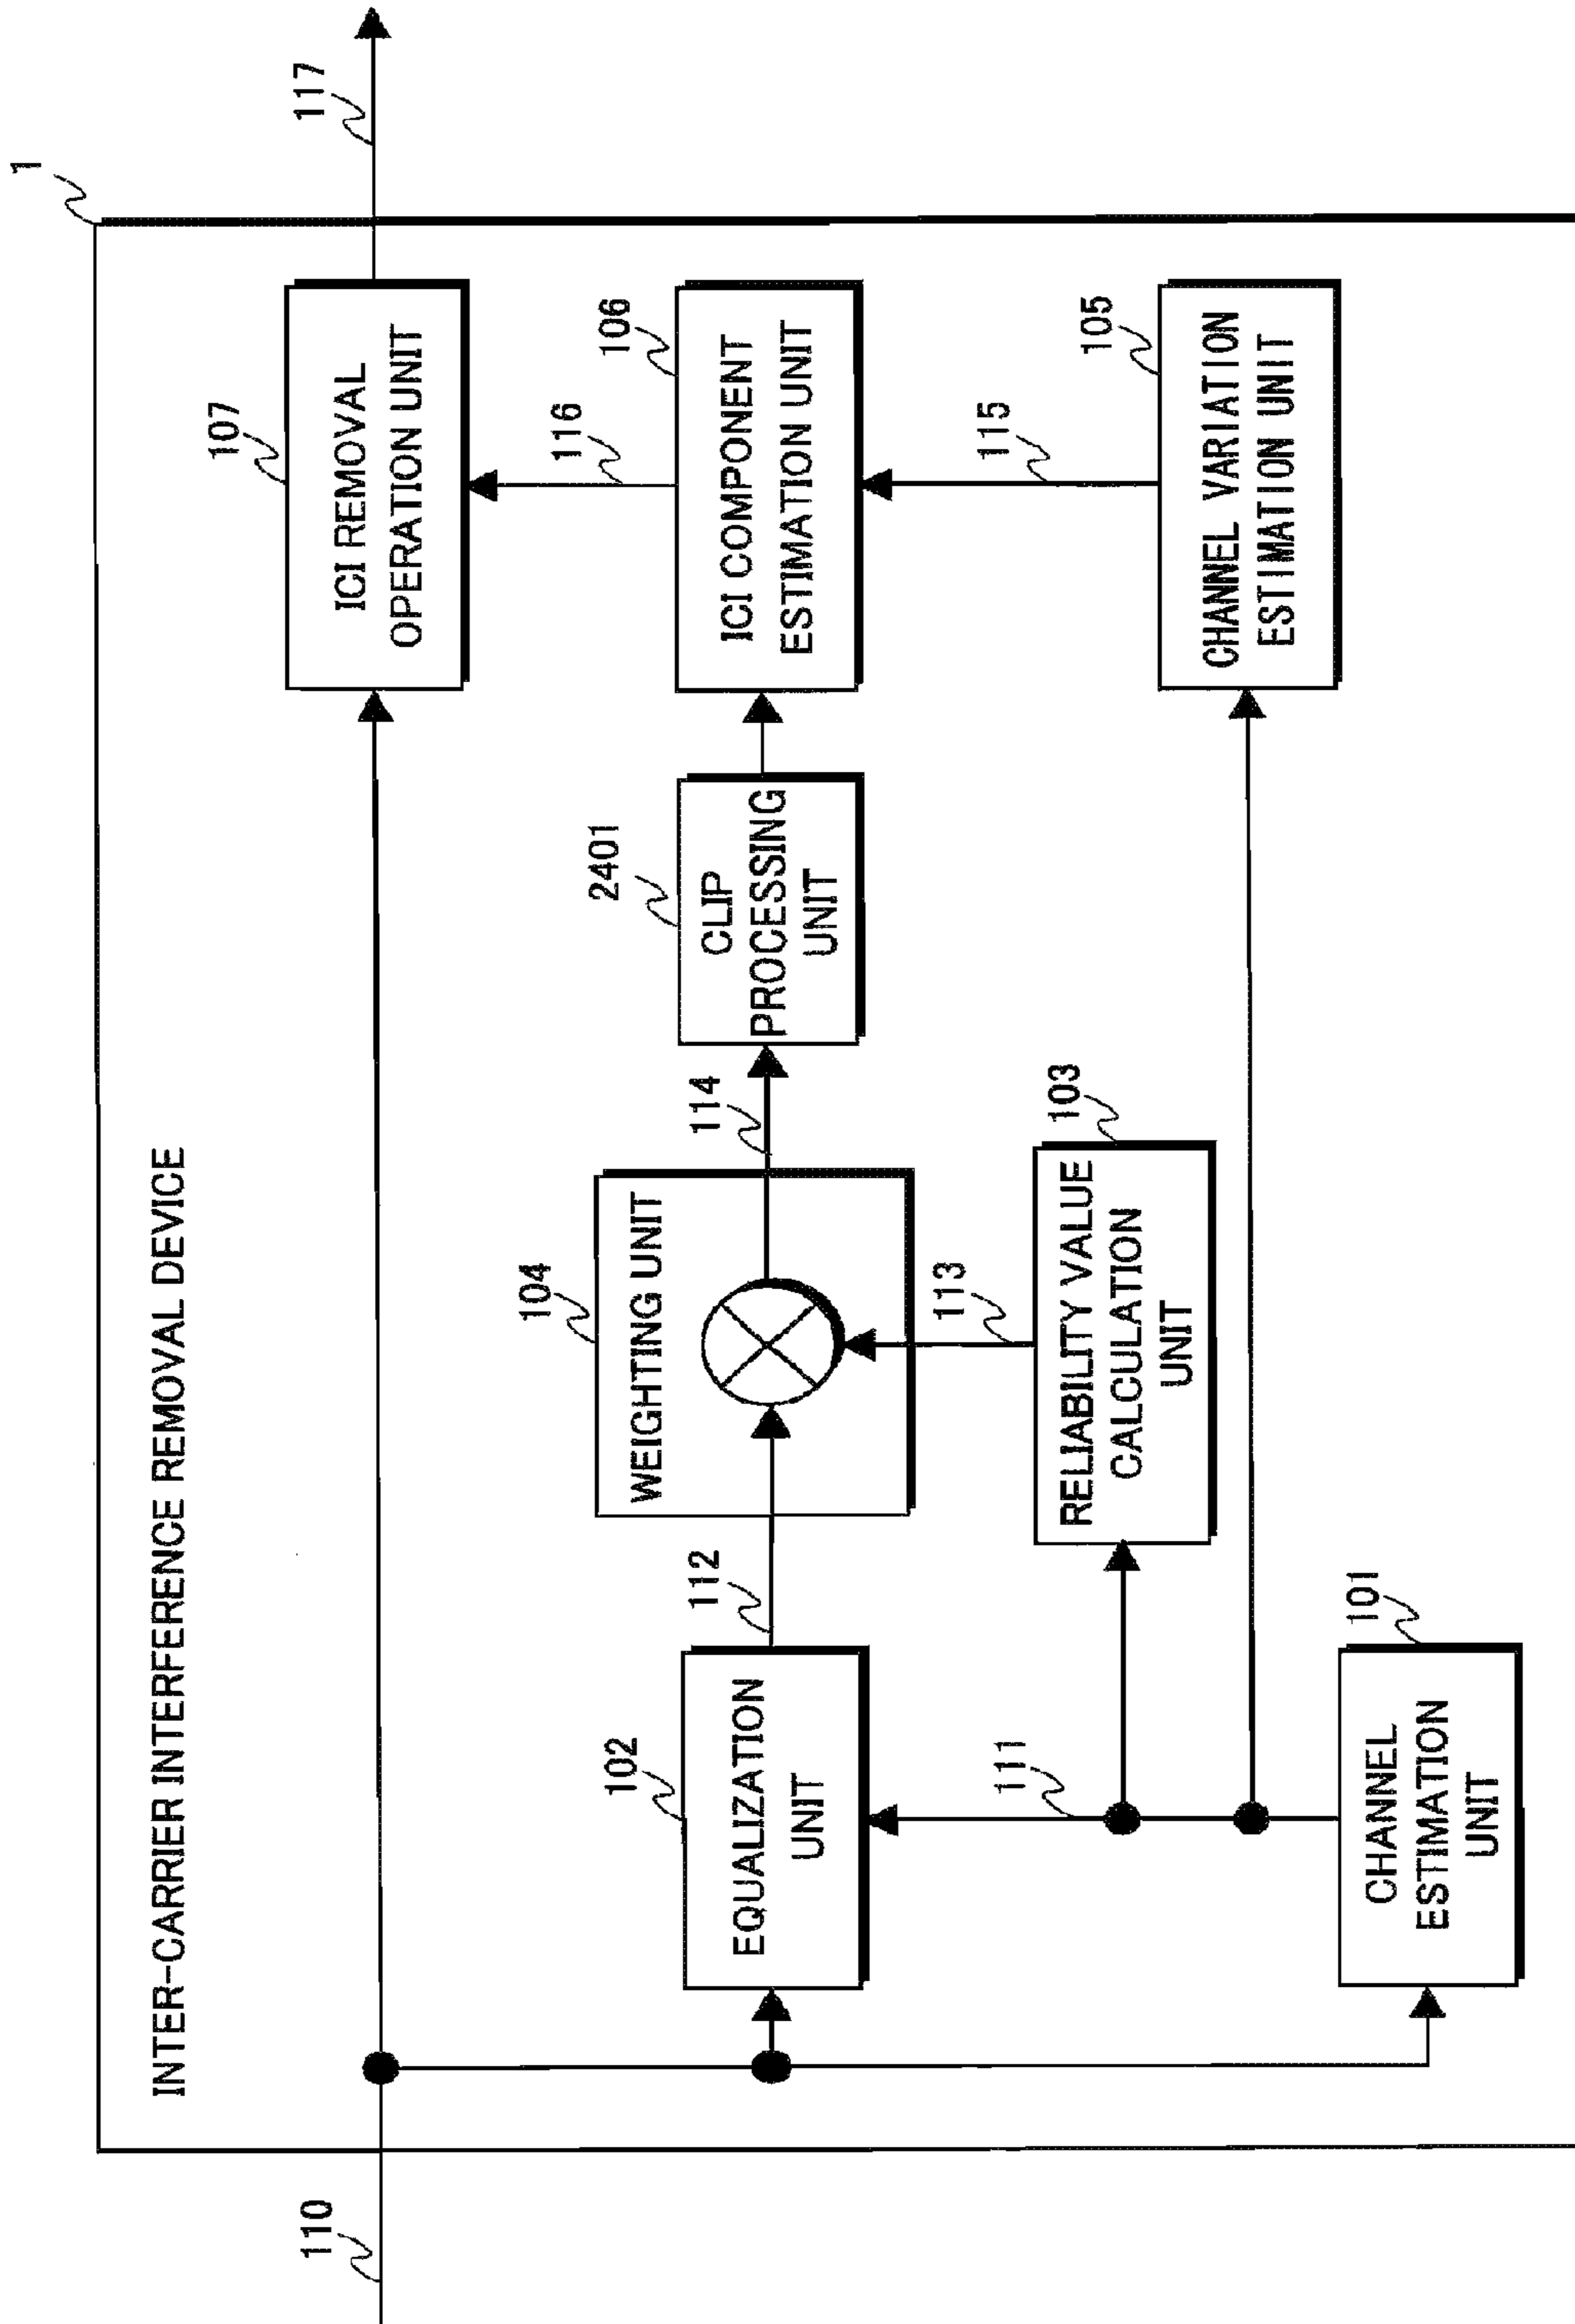 1
INTER-CARRIER INTERFERENCE REMOVAL DEVICE
110
117
107
ICI REMOVAL
OPERATION UNIT
116
102
EQUALIZATION
UNIT
112
104
WEIGHTING UNIT
114
2401
CLIP
PROCESSING
UNIT
106
ICI COMPONENT
ESTIMATION UNIT
111
113
103
RELIABILITY VALUE
CALCULATION
UNIT
115
105
CHANNEL VARIATION
ESTIMATION UNIT
101
CHANNEL
ESTIMATION
UNIT